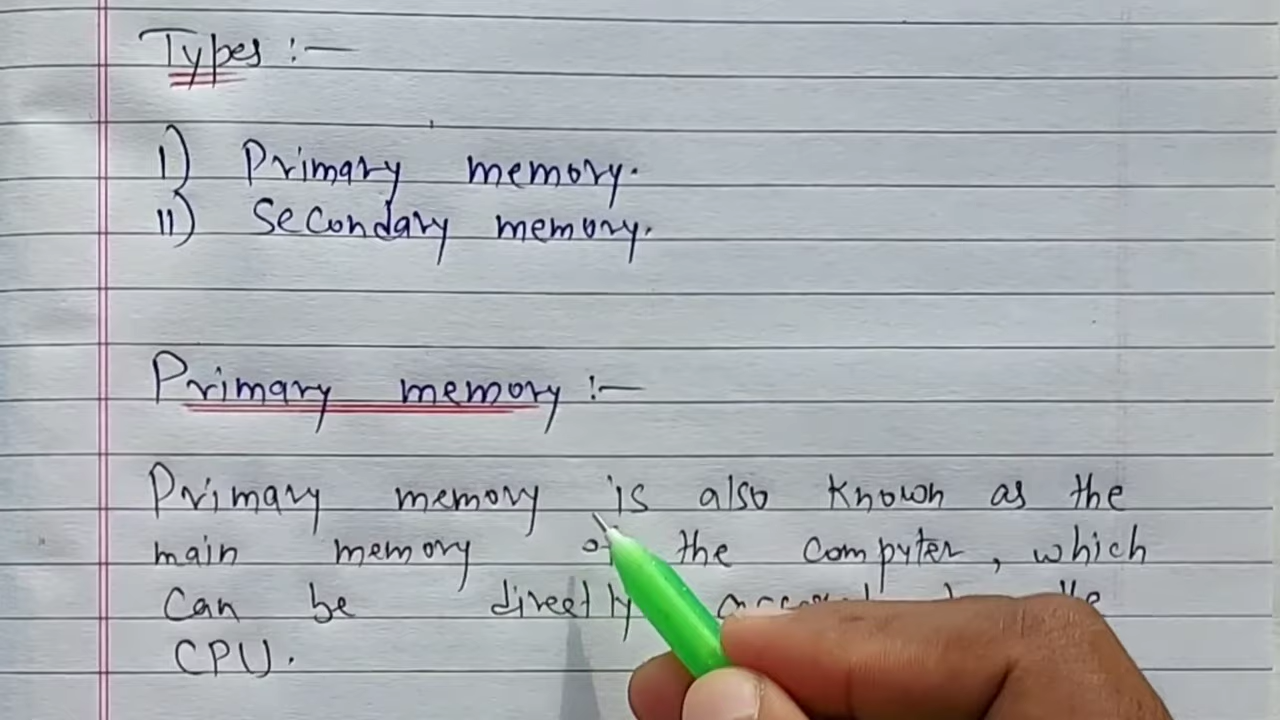 Types :—
I) Primary memory.
II) Secondary memory.
Primary memory :—
Primary memory is also known as the
main memory of the computer, which
can be directly
CPU.